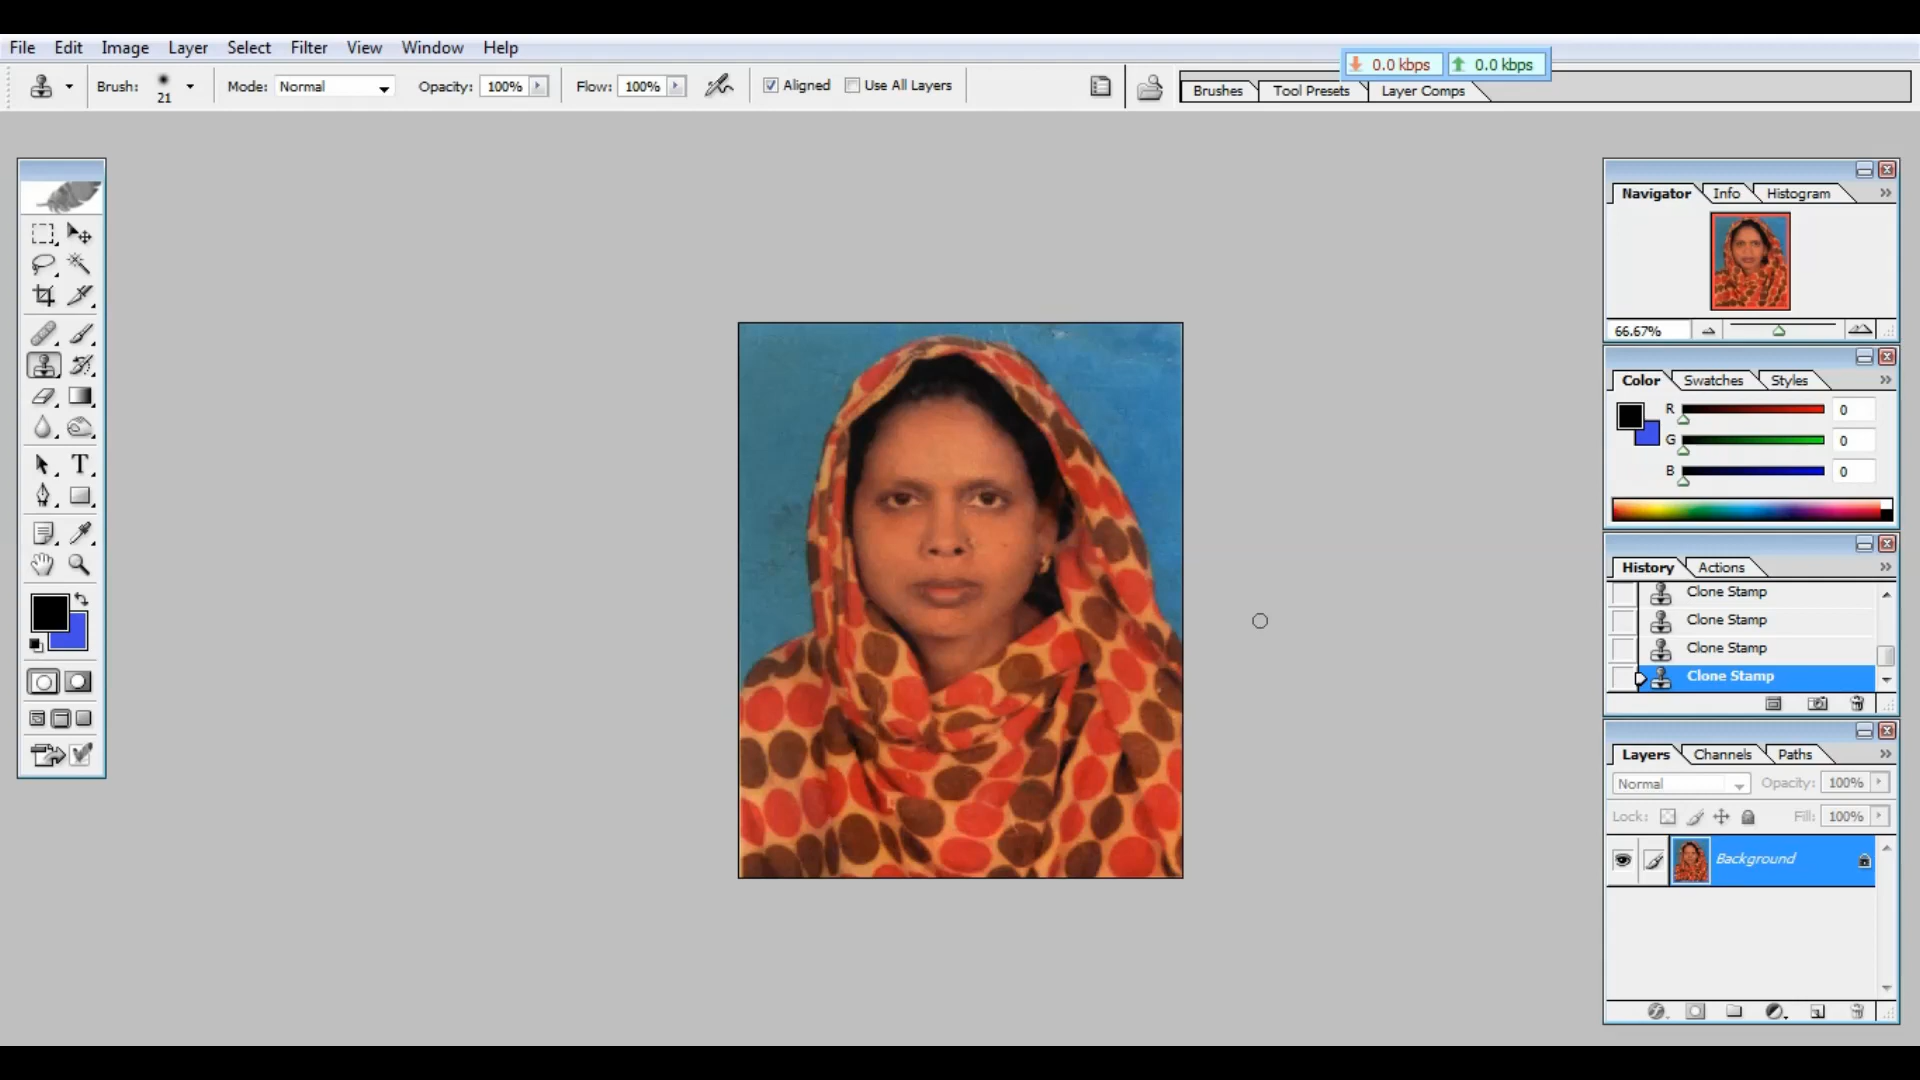 File Edit Image Layer Select Filter View Window Help
0.0 kbps 0.0 kbps
Brush: 21 Mode: Normal Opacity: 100% Flow: 100% Aligned Use All Layers Brushes Tool Presets Layer Comps
Navigator Info Histogram
66.67%
Color Swatches Styles
R 0
G 0
B 0
T
History Actions
Clone Stamp
Clone Stamp
Clone Stamp
Clone Stamp
Layers Channels Paths
Normal Opacity: 100%
Lock: Fill: 100%
Background